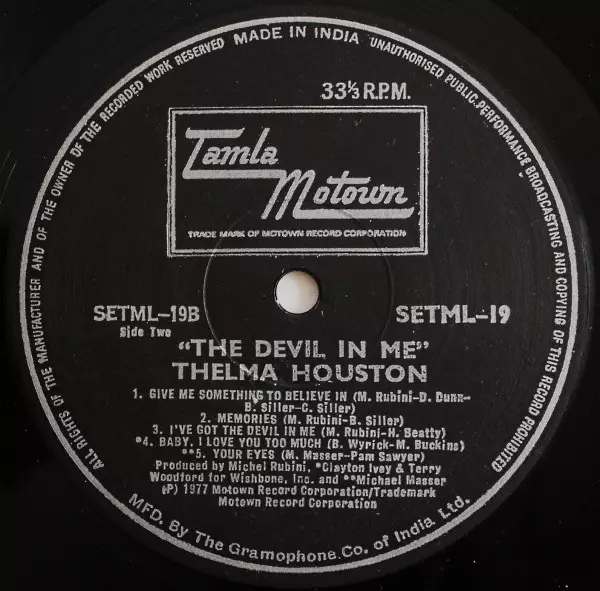 ALL RIGHTS OF THE MANUFACTURER AND OF THE OWNER OF THE RECORDED WORK RESERVED MADE IN INDIA UNAUTHORISED PUBLIC PERFORMANCE BROADCASTING AND COPYING OF THIS RECORD PROHIBITED
33⅓ R.P.M.
Tamla
Motown
TRADE MARK OF MOTOWN RECORD CORPORATION
SETML-19B SETML-19
Side Two
"THE DEVIL IN ME"
THELMA HOUSTON
1. GIVE ME SOMETHING TO BELIEVE IN (M. Rubini-D. Dunn-
B. Siller-C. Siller)
2. MEMORIES (M. Rubini-B. Siller)
3. I'VE GOT THE DEVIL IN ME (M. Rubini-H. Beatty)
*4. BABY, I LOVE YOU TOO MUCH (B. Wyrick-M. Buckins)
**5. YOUR EYES (M. Masser-Pam Sawyer)
Produced by Michel Rubini, *Clayton Ivey & Terry
Woodford for Wishbone, Inc. and **Michael Masser
(P) 1977 Motown Record Corporation/Trademark
Motown Record Corporation
MFD. By The Gramophone Co. of India Ltd.